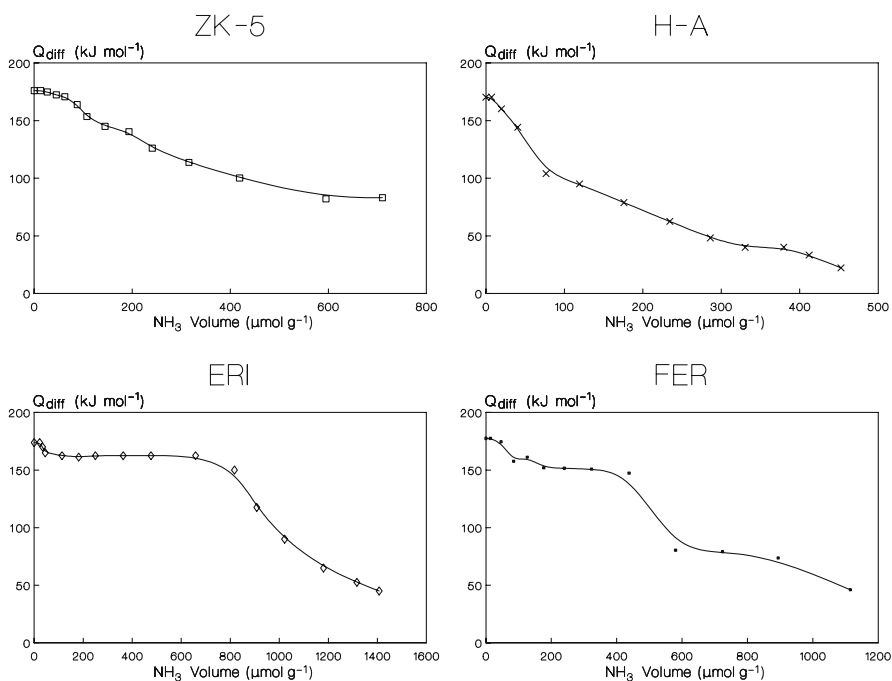 ZK-5
Q diff (kJ mol⁻¹)
200
150
100
50
0
0 200 400 600 800
NH₃ Volume (μmol g⁻¹)
H-A
Q diff (kJ mol⁻¹)
200
150
100
50
0
0 100 200 300 400 500
NH₃ Volume (μmol g⁻¹)
ERI
Q diff (kJ mol⁻¹)
200
150
100
50
0
0 200 400 600 800 1000 1200 1400 1600
NH₃ Volume (μmol g⁻¹)
FER
Q diff (kJ mol⁻¹)
200
150
100
50
0
0 200 400 600 800 1000 1200
NH₃ Volume (μmol g⁻¹)